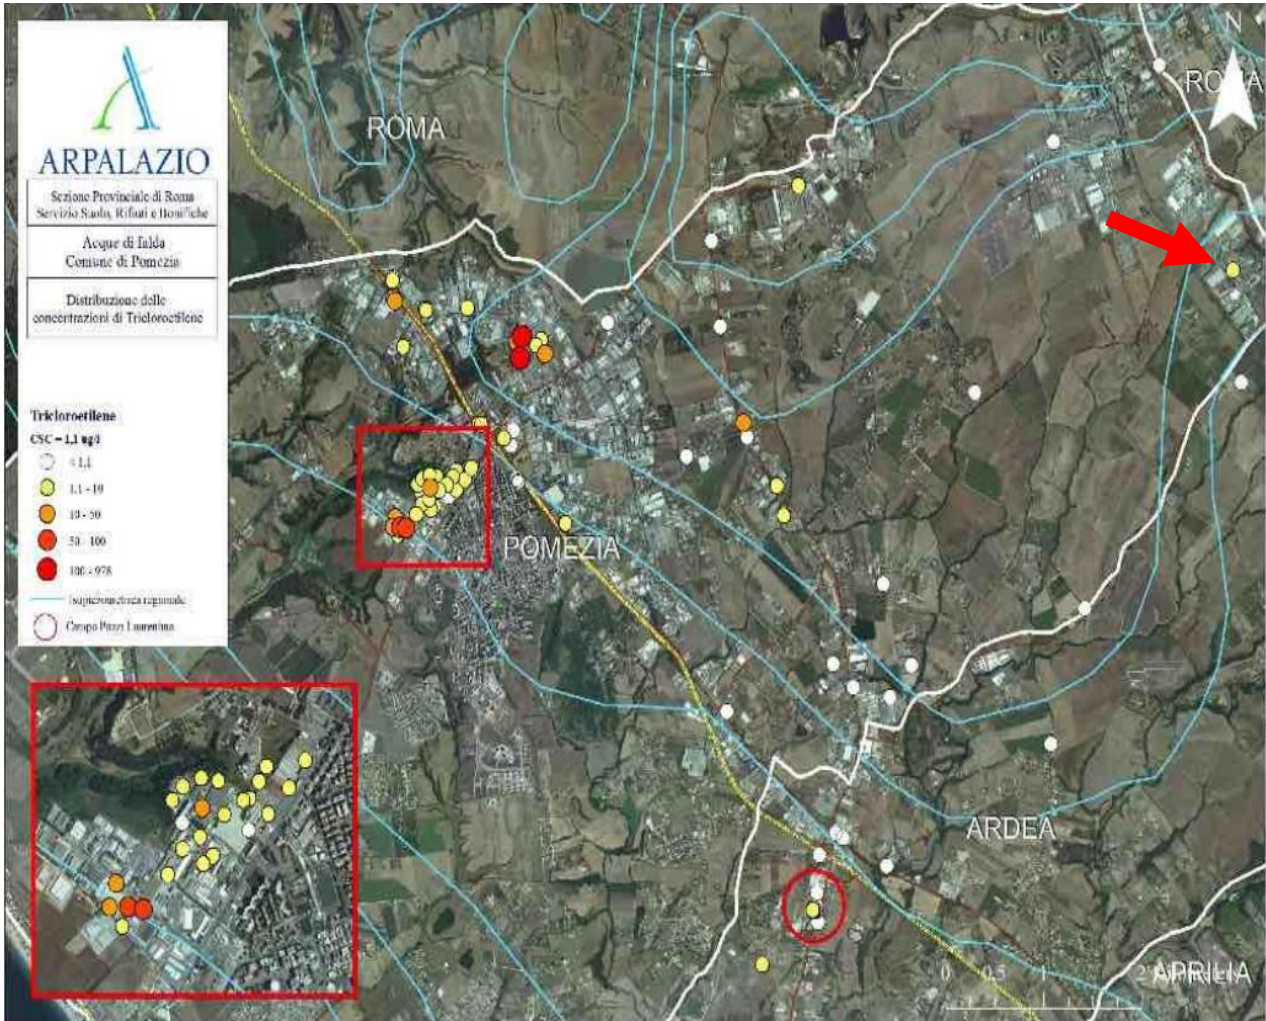 ARPALAZIO
Sezione Provinciale di Roma
Servizio Suolo, Rifiuti e Bonifiche
Acque di falda
Comune di Pomezia
Distribuzione delle
concentrazioni di Tricloroetilene
Tricloroetilene
CSC = 1,1 ug/l
< 1,1
1,1 - 10
10 - 50
50 - 100
100 - 978
Isopiezometrica regionale
Campo Pozzi Laurentina
N
ROMA
ROMA
POMEZIA
ARDEA
APRILIA
0 0,5 1 2